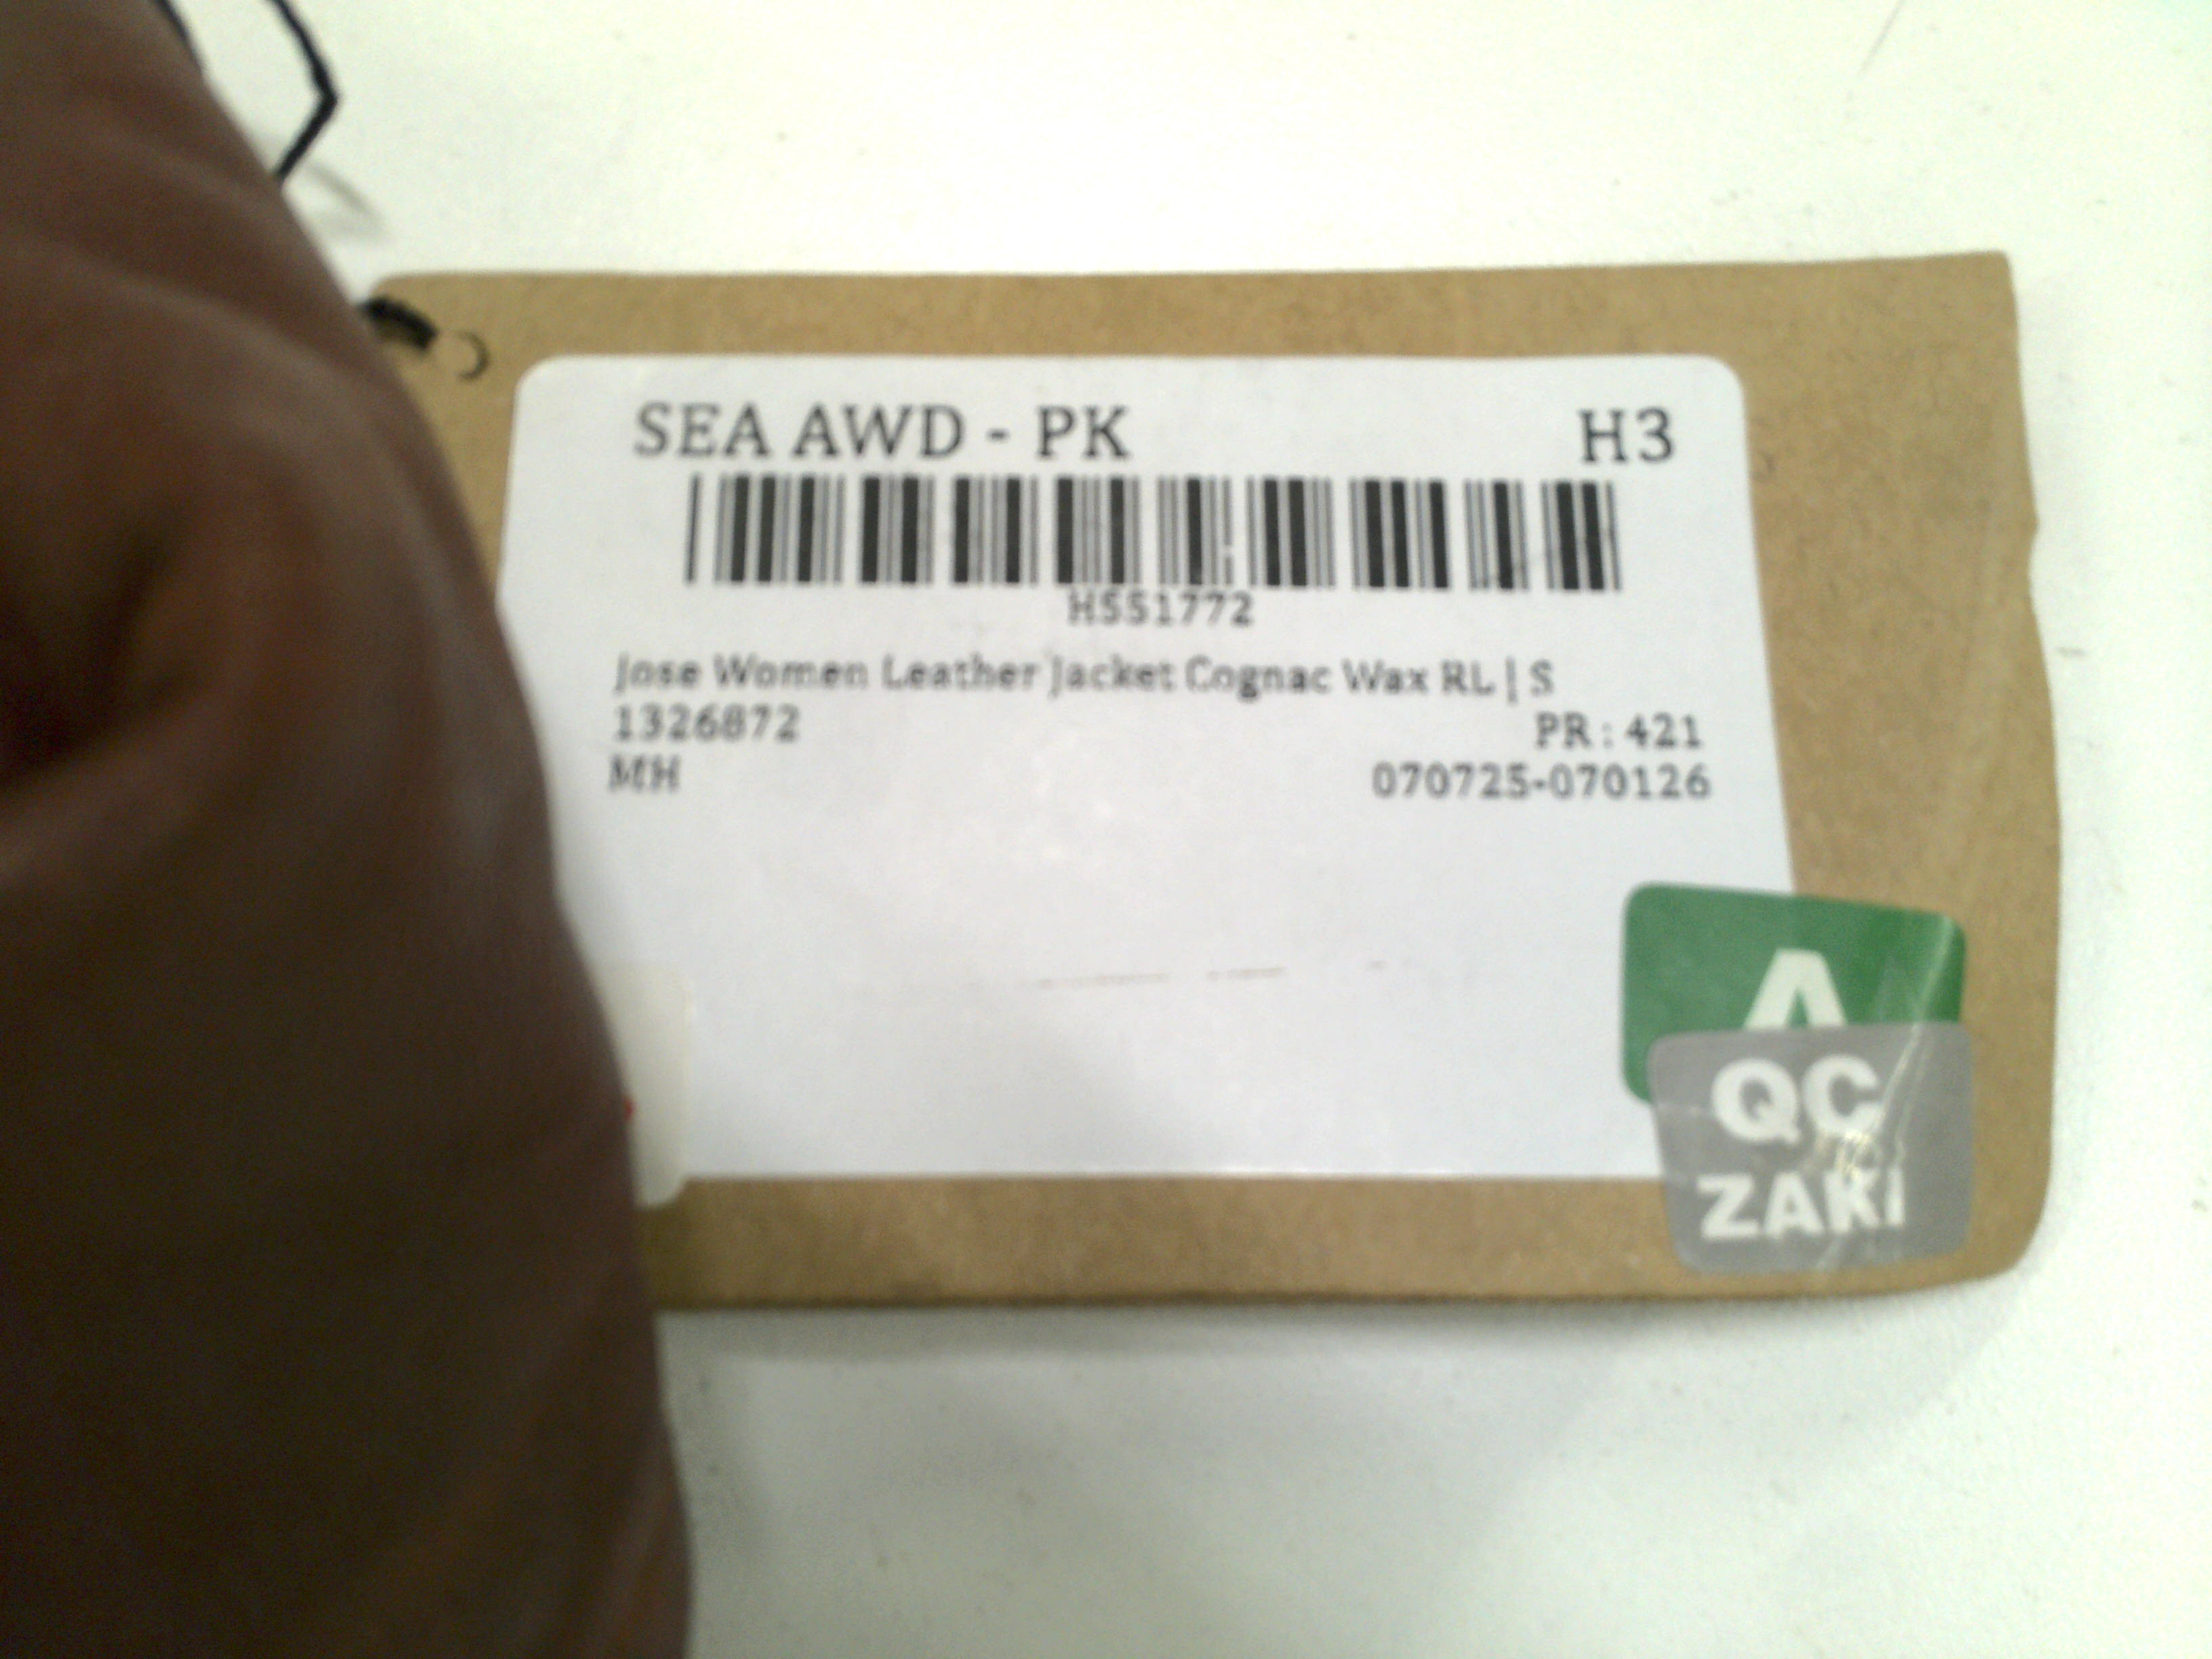 SEA AWD - PK H3
H551772
Jose Women Leather Jacket Cognac Wax RL | S
1326872 PR : 421
MH 070725-070126
A
QC
ZAKI